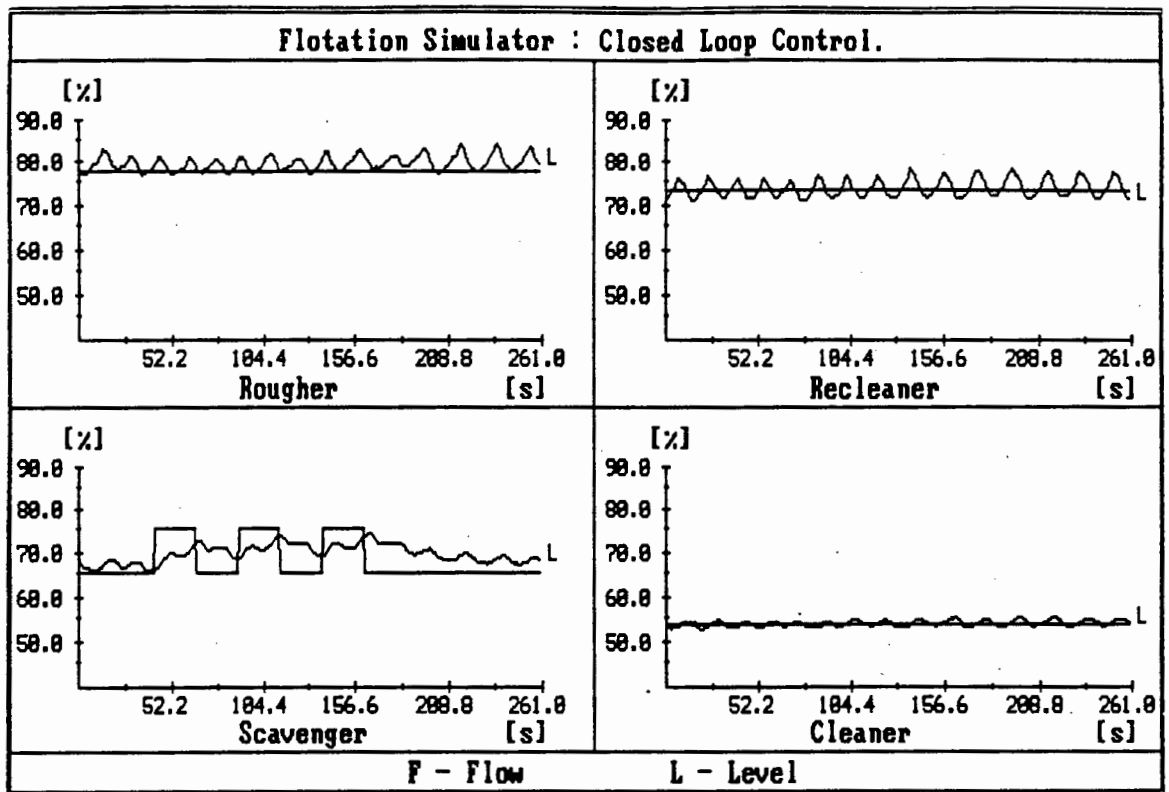 Flotation Simulator : Closed Loop Control.
[%]
90.0
80.0
70.0
60.0
50.0
L
52.2 104.4 156.6 208.8 261.0
Rougher [s]
[%]
90.0
80.0
70.0
60.0
50.0
L
52.2 104.4 156.6 208.8 261.0
Recleaner [s]
[%]
90.0
80.0
70.0
60.0
50.0
L
52.2 104.4 156.6 208.8 261.0
Scavenger [s]
[%]
90.0
80.0
70.0
60.0
50.0
L
52.2 104.4 156.6 208.8 261.0
Cleaner [s]
F - Flow L - Level